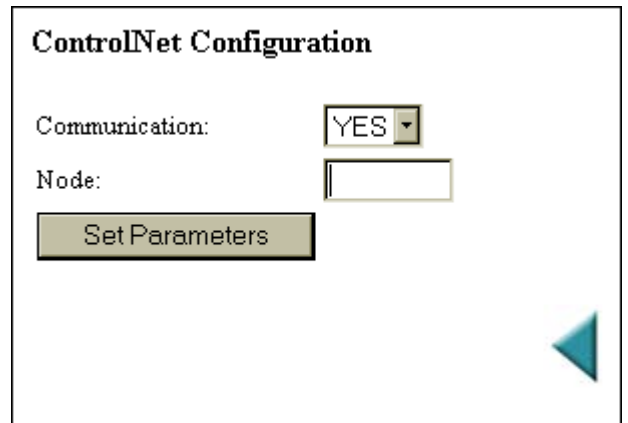 ControlNet Configuration
Communication: YES
Node:
Set Parameters